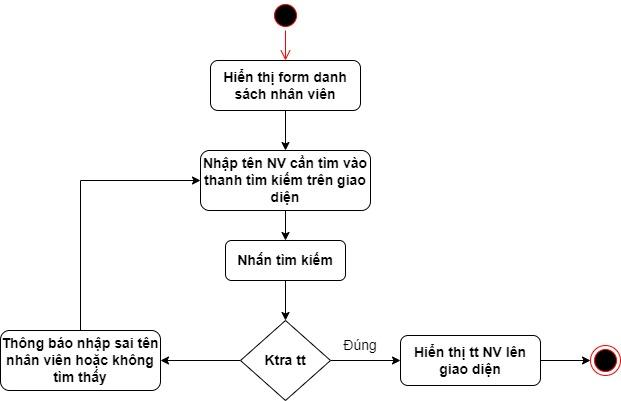 Hiển thị form danh
sách nhân viên
Nhập tên NV cần tìm vào
thanh tìm kiếm trên giao
diện
Nhấn tìm kiếm
Ktra tt
Đúng
Hiển thị tt NV lên
giao diện
Thông báo nhập sai tên
nhân viên hoặc không
tìm thấy